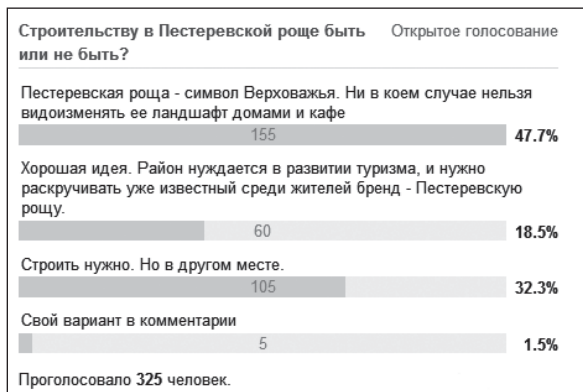 Строительству в Пестеревской роще быть Открытое голосование
или не быть?
Пестеревская роща - символ Верховажья. Ни в коем случае нельзя
видоизменять ее ландшафт домами и кафе
155 47.7%
Хорошая идея. Район нуждается в развитии туризма, и нужно
раскручивать уже известный среди жителей бренд - Пестеревскую
рощу.
60 18.5%
Строить нужно. Но в другом месте.
105 32.3%
Свой вариант в комментарии
5 1.5%
Проголосовало 325 человек.